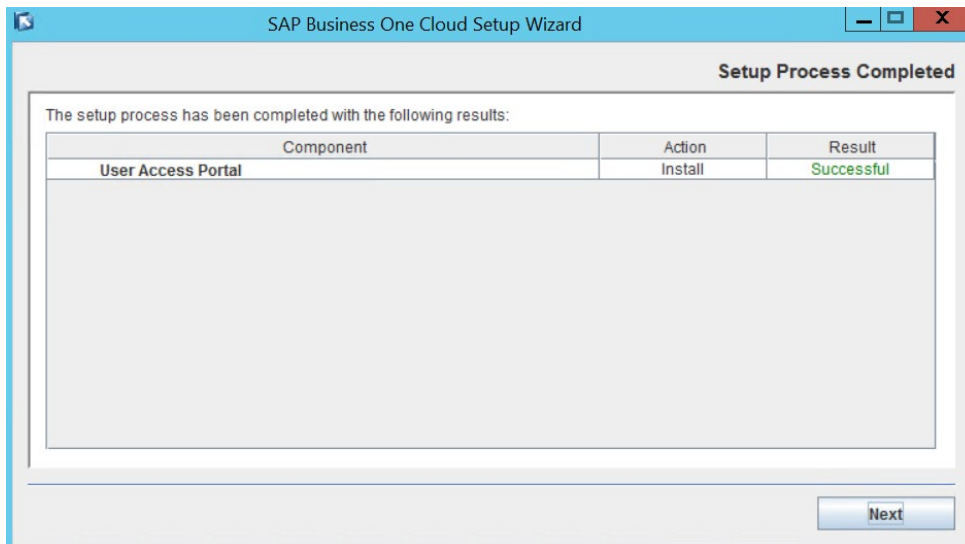 SAP Business One Cloud Setup Wizard
X
Setup Process Completed
The setup process has been completed with the following results:
Component Action Result
User Access Portal Install Successful
Next